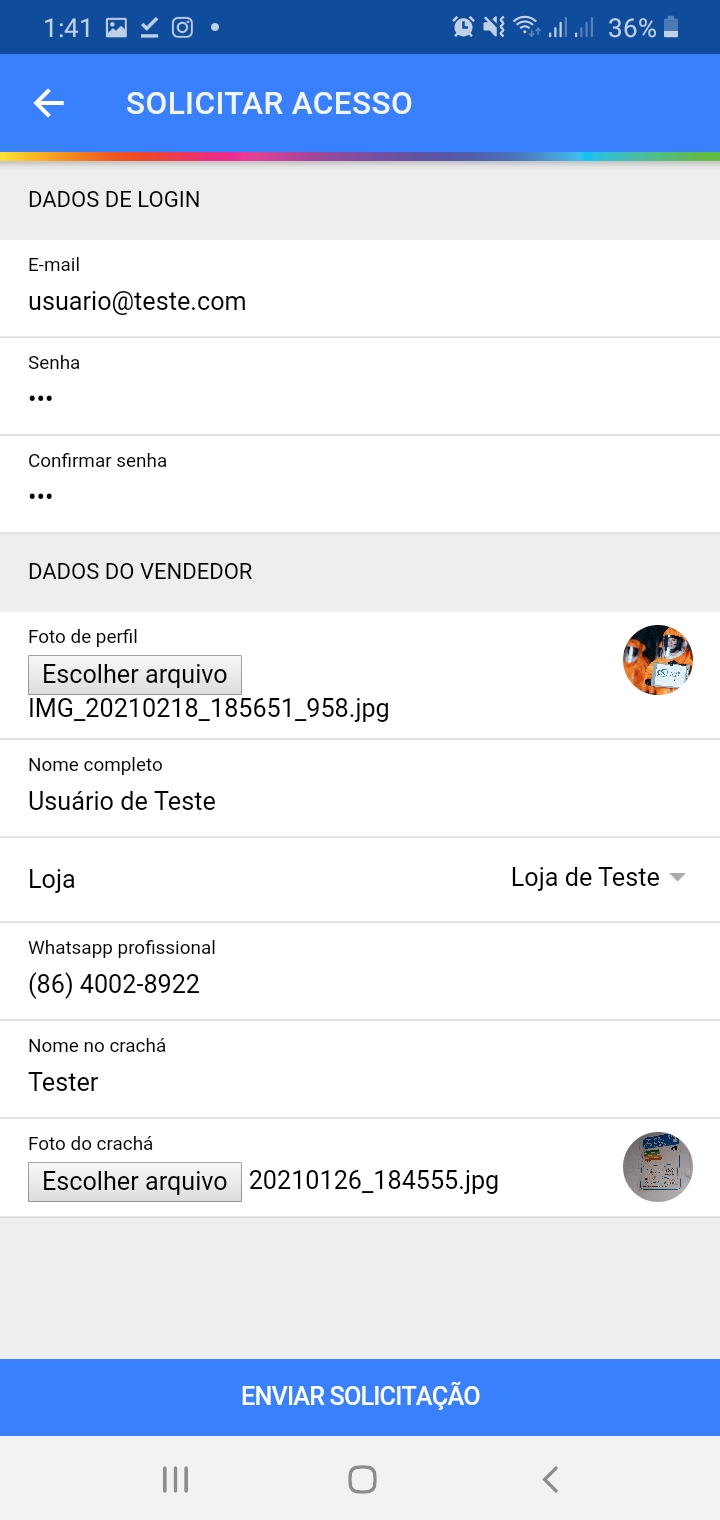 1:41 36%
SOLICITAR ACESSO
DADOS DE LOGIN
E-mail
usuario@teste.com
Senha
•••
Confirmar senha
•••
DADOS DO VENDEDOR
Foto de perfil
Escolher arquivo
IMG_20210218_185651_958.jpg
Nome completo
Usuário de Teste
Loja Loja de Teste
Whatsapp profissional
(86) 4002-8922
Nome no crachá
Tester
Foto do crachá
Escolher arquivo 20210126_184555.jpg
ENVIAR SOLICITAÇÃO